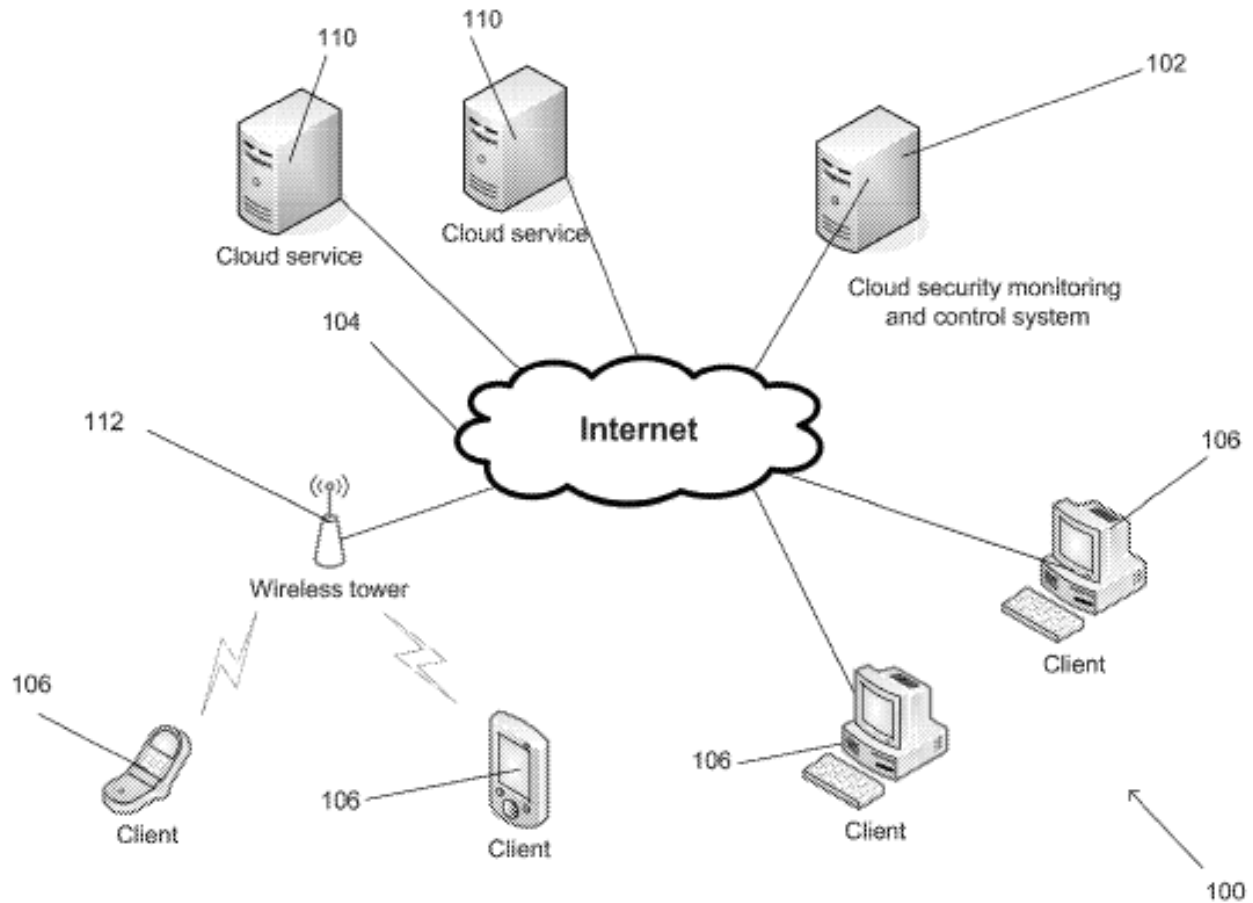 110
110
102
Cloud service
Cloud service
Cloud security monitoring
and control system
104
Internet
112
106
Wireless tower
Client
106
106
106
Client
Client
Client
100